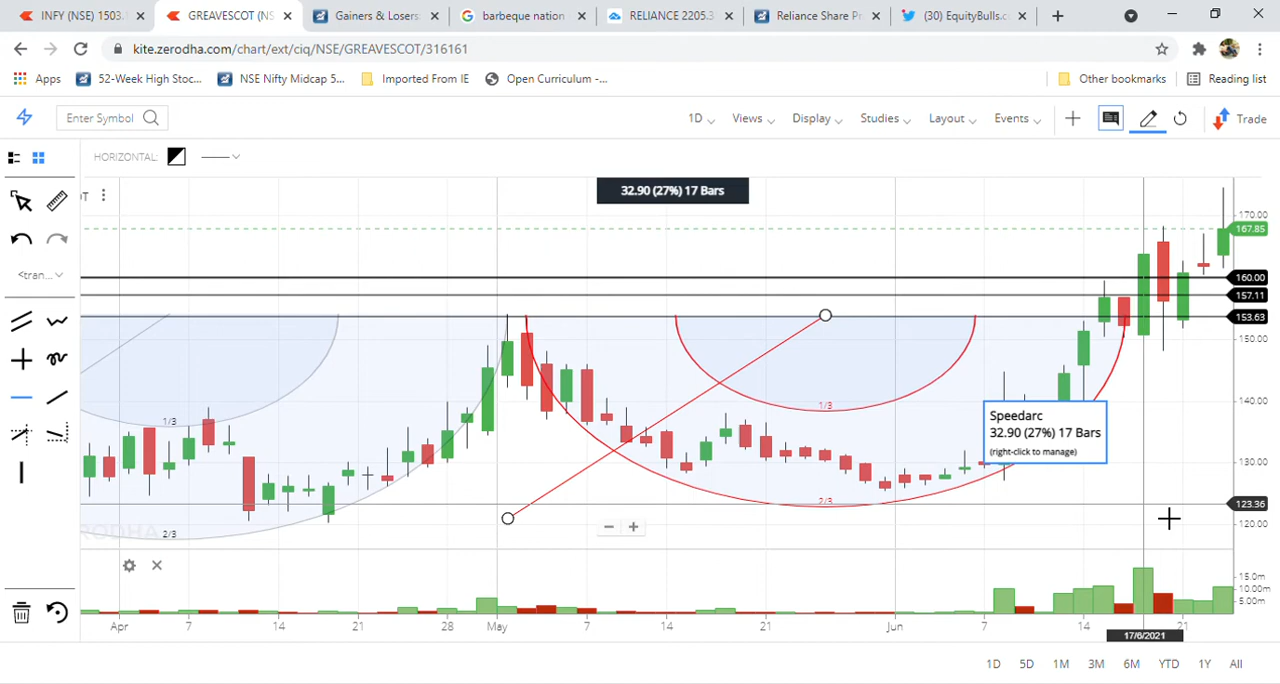 INFY (NSE) 1503.
GREAVESCOT (NS
Gainers & Losers:
barbeque nation
RELIANCE 2205.3
Reliance Share Pr
(30) EquityBulls.c
kite.zerodha.com/chart/ext/ciq/NSE/GREAVESCOT/316161
Apps
52-Week High Stoc...
NSE Nifty Midcap 5...
Imported From IE
Open Curriculum -...
Other bookmarks
Reading list
Enter Symbol
1D
Views
Display
Studies
Layout
Events
Trade
HORIZONTAL:
OT
32.90 (27%) 17 Bars
<tran...
170.00
167.85
160.00
157.11
153.63
150.00
140.00
130.00
123.36
120.00
1/3
2/3
1/3
2/3
Speedarc
32.90 (27%) 17 Bars
(right-click to manage)
ZERODHA
15.0m
10.00m
5.00m
Apr
7
14
21
28
May
7
14
21
Jun
7
14
21
17/6/2021
1D
5D
1M
3M
6M
YTD
1Y
All